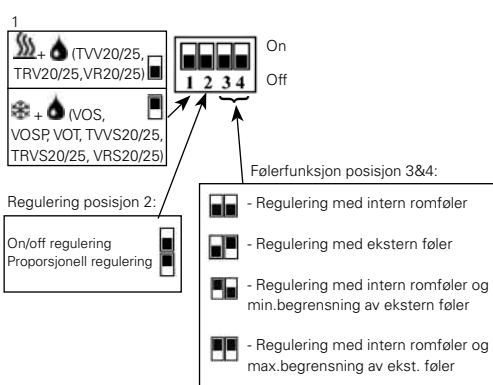 1
+ (TVV20/25,
TRV20/25,VR20/25)
+ (VOS,
VOSP, VOT, TVVS20/25,
TRVS20/25, VRS20/25)
On
Off
1 2 3 4
Følerfunksjon posisjon 3&4:
Regulering posisjon 2:
On/off regulering
Proporsjonell regulering
- Regulering med intern romføler
- Regulering med ekstern føler
- Regulering med intern romføler og
min.begrensning av ekstern føler
- Regulering med intern romføler og
max.begrensning av ekst. føler